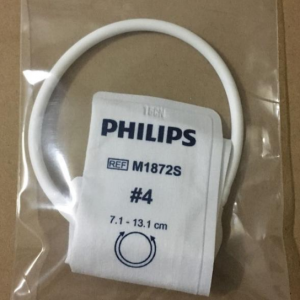 PHILIPS
REF M1872S
#4
7.1 - 13.1 cm